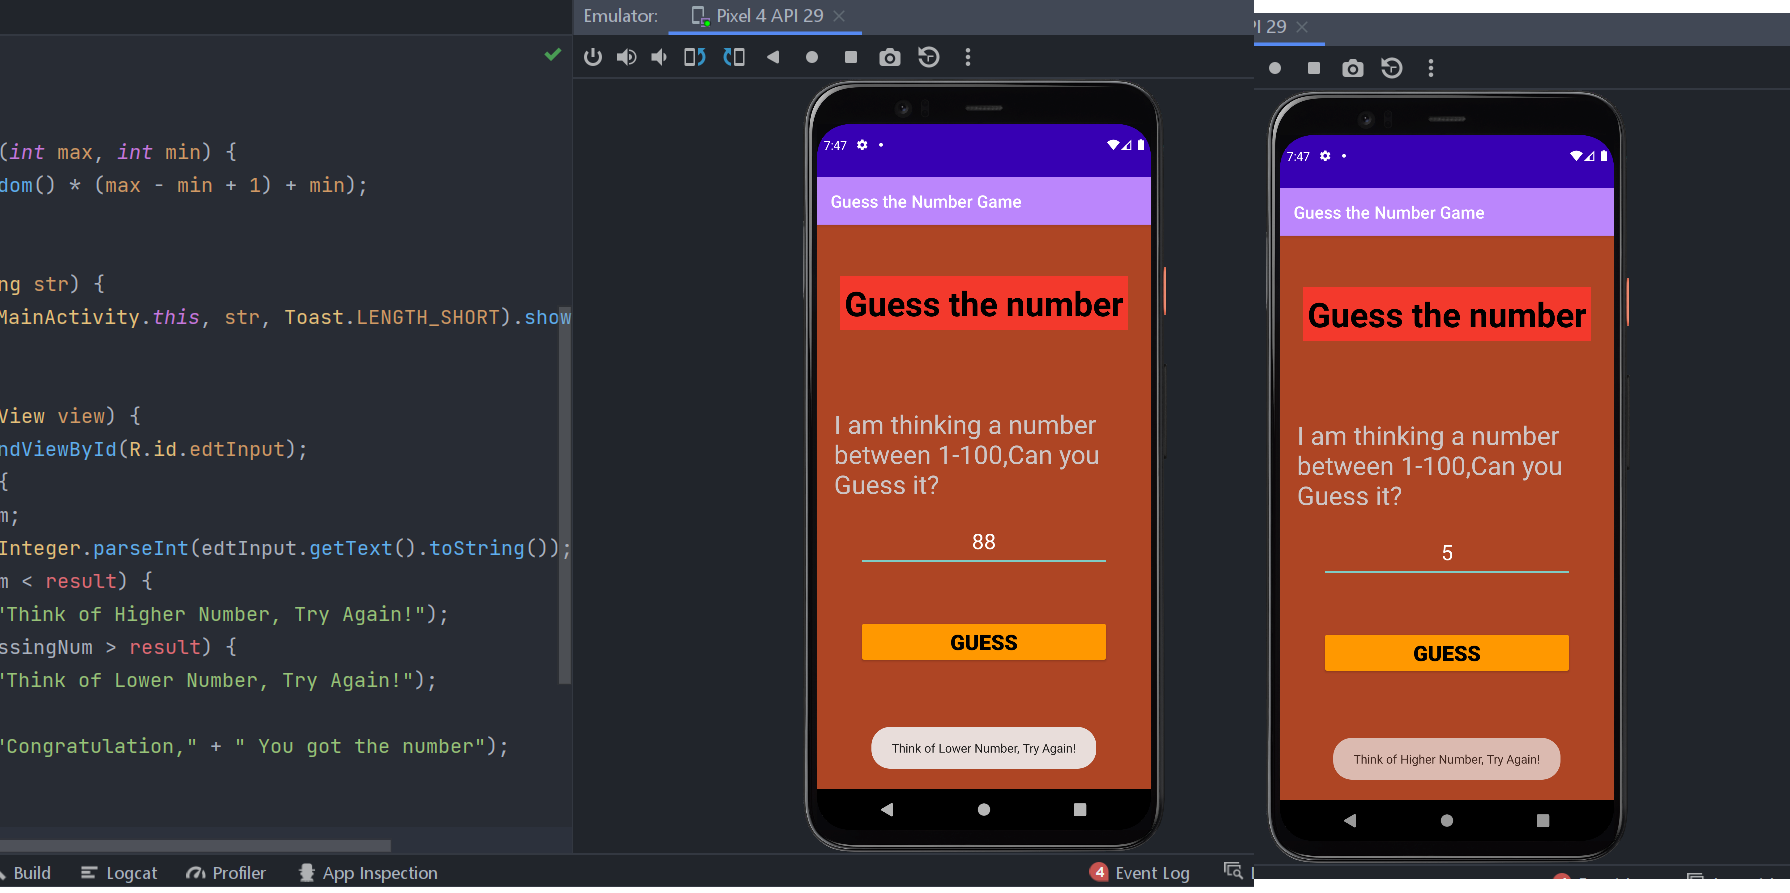 Emulator: Pixel 4 API 29
(int max, int min) {
dom() * (max - min + 1) + min);
ng str) {
MainActivity.this, str, Toast.LENGTH_SHORT).show
View view) {
ndViewById(R.id.edtInput);
{
m;
Integer.parseInt(edtInput.getText().toString());
m < result) {
"Think of Higher Number, Try Again!");
ssingNum > result) {
"Think of Lower Number, Try Again!");
"Congratulation," + " You got the number");
7:47
Guess the Number Game
Guess the number
I am thinking a number
between 1-100,Can you
Guess it?
88
GUESS
Think of Lower Number, Try Again!
PI 29
7:47
Guess the Number Game
Guess the number
I am thinking a number
between 1-100,Can you
Guess it?
5
GUESS
Think of Higher Number, Try Again!
Build Logcat Profiler App Inspection 4 Event Log